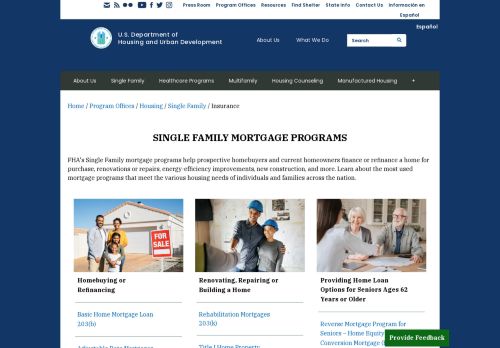 Press Room Program Offices Resources Find Shelter State Info Contact Us Información en
Español
Español
U.S. Department of
Housing and Urban Development
About Us What We Do
Search
About Us Single Family Healthcare Programs Multifamily Housing Counseling Manufactured Housing +
Home / Program Offices / Housing / Single Family / Insurance
SINGLE FAMILY MORTGAGE PROGRAMS
FHA's Single Family mortgage programs help prospective homebuyers and current homeowners finance or refinance a home for
purchase, renovations or repairs, energy efficiency improvements, new construction, and more. Learn about the most used
mortgage programs that meet the various housing needs of individuals and families across the nation.
FOR
SALE
Homebuying or
Refinancing
Basic Home Mortgage Loan
203(b)
Renovating, Repairing or
Building a Home
Rehabilitation Mortgages
203(k)
Title I Home Property
Providing Home Loan
Options for Seniors Ages 62
Years or Older
Reverse Mortgage Program for
Seniors – Home Equity
Conversion Mortgage
Provide Feedback